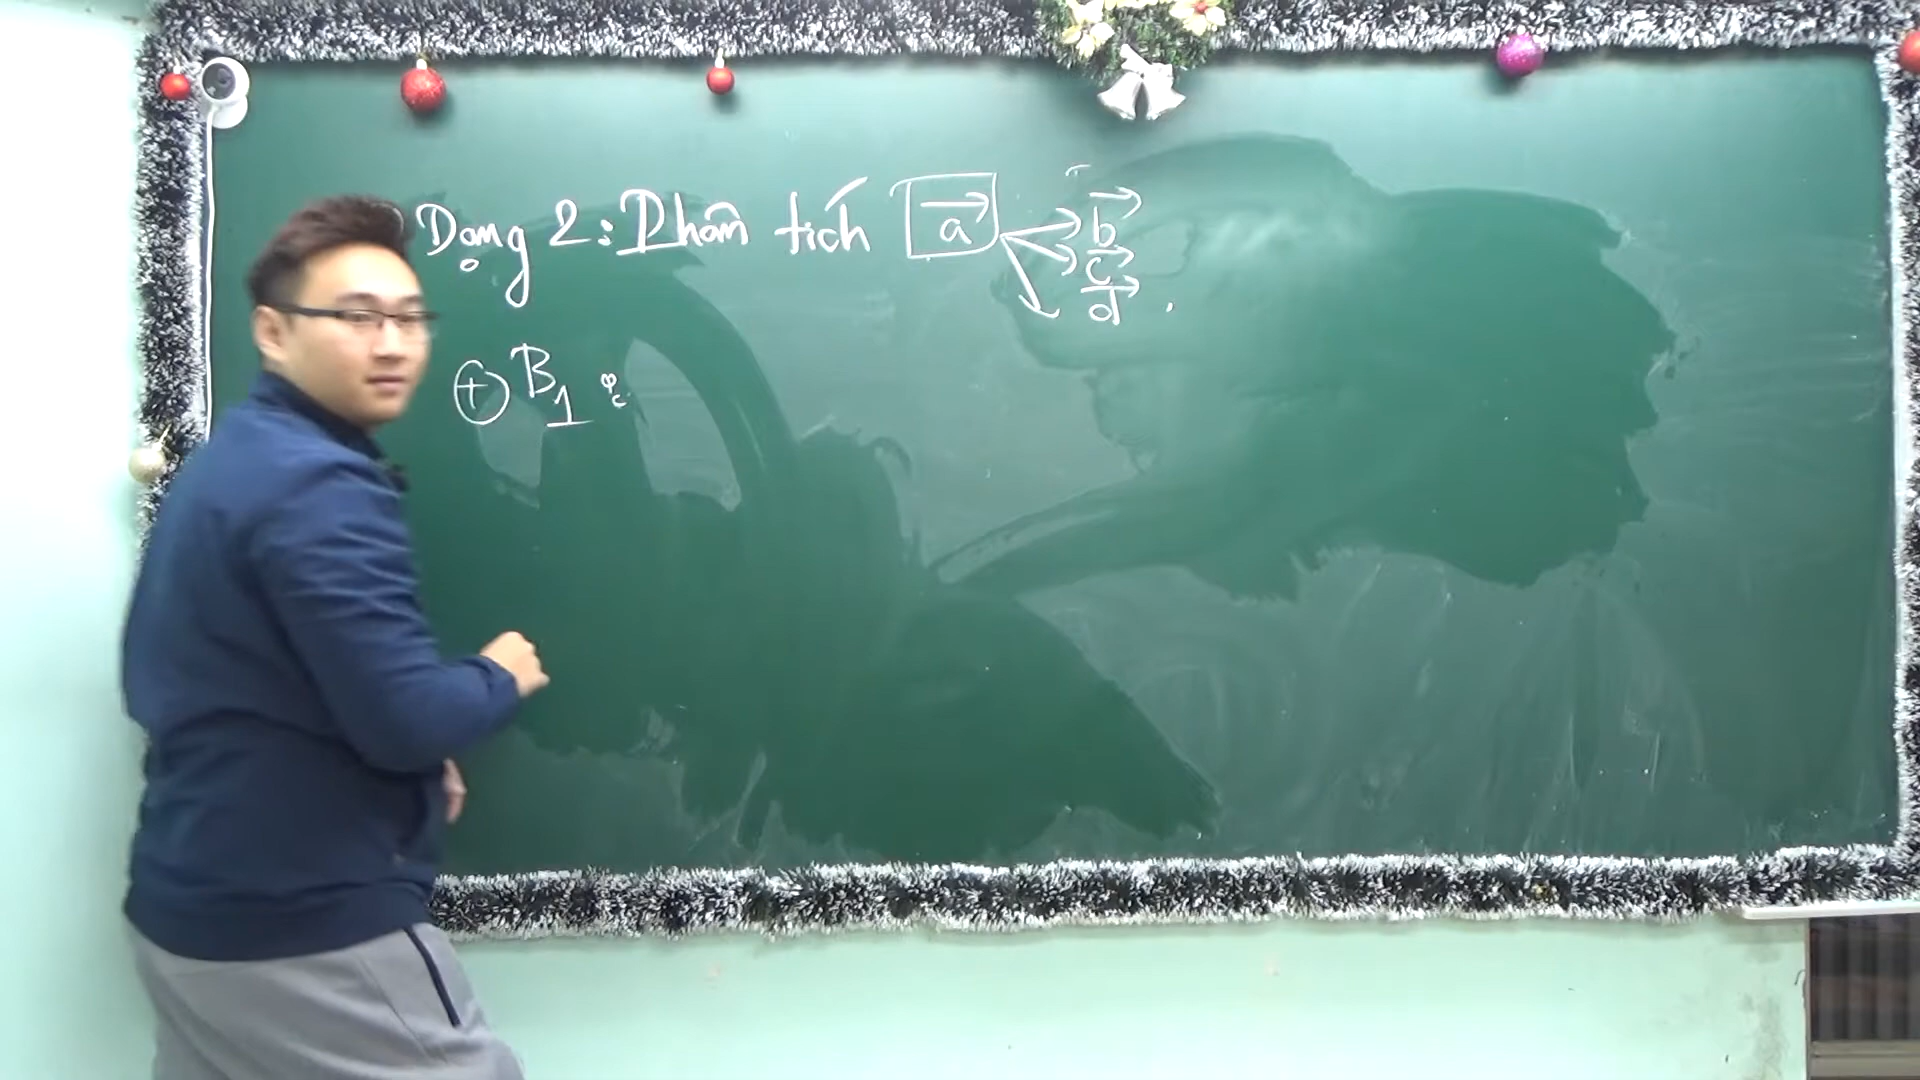 Dạng 2: Phân tích a⃗ → b⃗
c⃗
d⃗.
⊕ B₁: